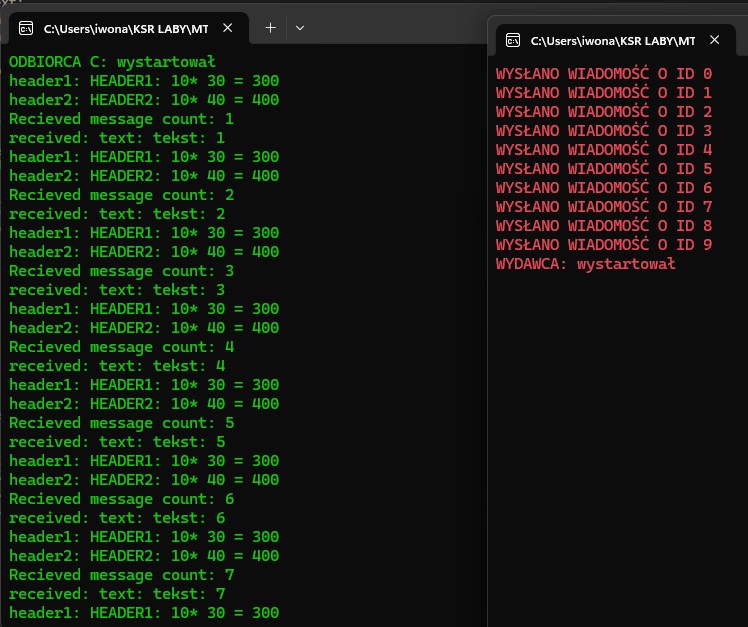 C:\Users\iwona\KSR LABY\MT
ODBIORCA C: wystartował
header1: HEADER1: 10* 30 = 300
header2: HEADER2: 10* 40 = 400
Recieved message count: 1
received: text: tekst: 1
header1: HEADER1: 10* 30 = 300
header2: HEADER2: 10* 40 = 400
Recieved message count: 2
received: text: tekst: 2
header1: HEADER1: 10* 30 = 300
header2: HEADER2: 10* 40 = 400
Recieved message count: 3
received: text: tekst: 3
header1: HEADER1: 10* 30 = 300
header2: HEADER2: 10* 40 = 400
Recieved message count: 4
received: text: tekst: 4
header1: HEADER1: 10* 30 = 300
header2: HEADER2: 10* 40 = 400
Recieved message count: 5
received: text: tekst: 5
header1: HEADER1: 10* 30 = 300
header2: HEADER2: 10* 40 = 400
Recieved message count: 6
received: text: tekst: 6
header1: HEADER1: 10* 30 = 300
header2: HEADER2: 10* 40 = 400
Recieved message count: 7
received: text: tekst: 7
header1: HEADER1: 10* 30 = 300
C:\Users\iwona\KSR LABY\MT
WYSŁANO WIADOMOŚĆ O ID 0
WYSŁANO WIADOMOŚĆ O ID 1
WYSŁANO WIADOMOŚĆ O ID 2
WYSŁANO WIADOMOŚĆ O ID 3
WYSŁANO WIADOMOŚĆ O ID 4
WYSŁANO WIADOMOŚĆ O ID 5
WYSŁANO WIADOMOŚĆ O ID 6
WYSŁANO WIADOMOŚĆ O ID 7
WYSŁANO WIADOMOŚĆ O ID 8
WYSŁANO WIADOMOŚĆ O ID 9
WYDAWCA: wystartował